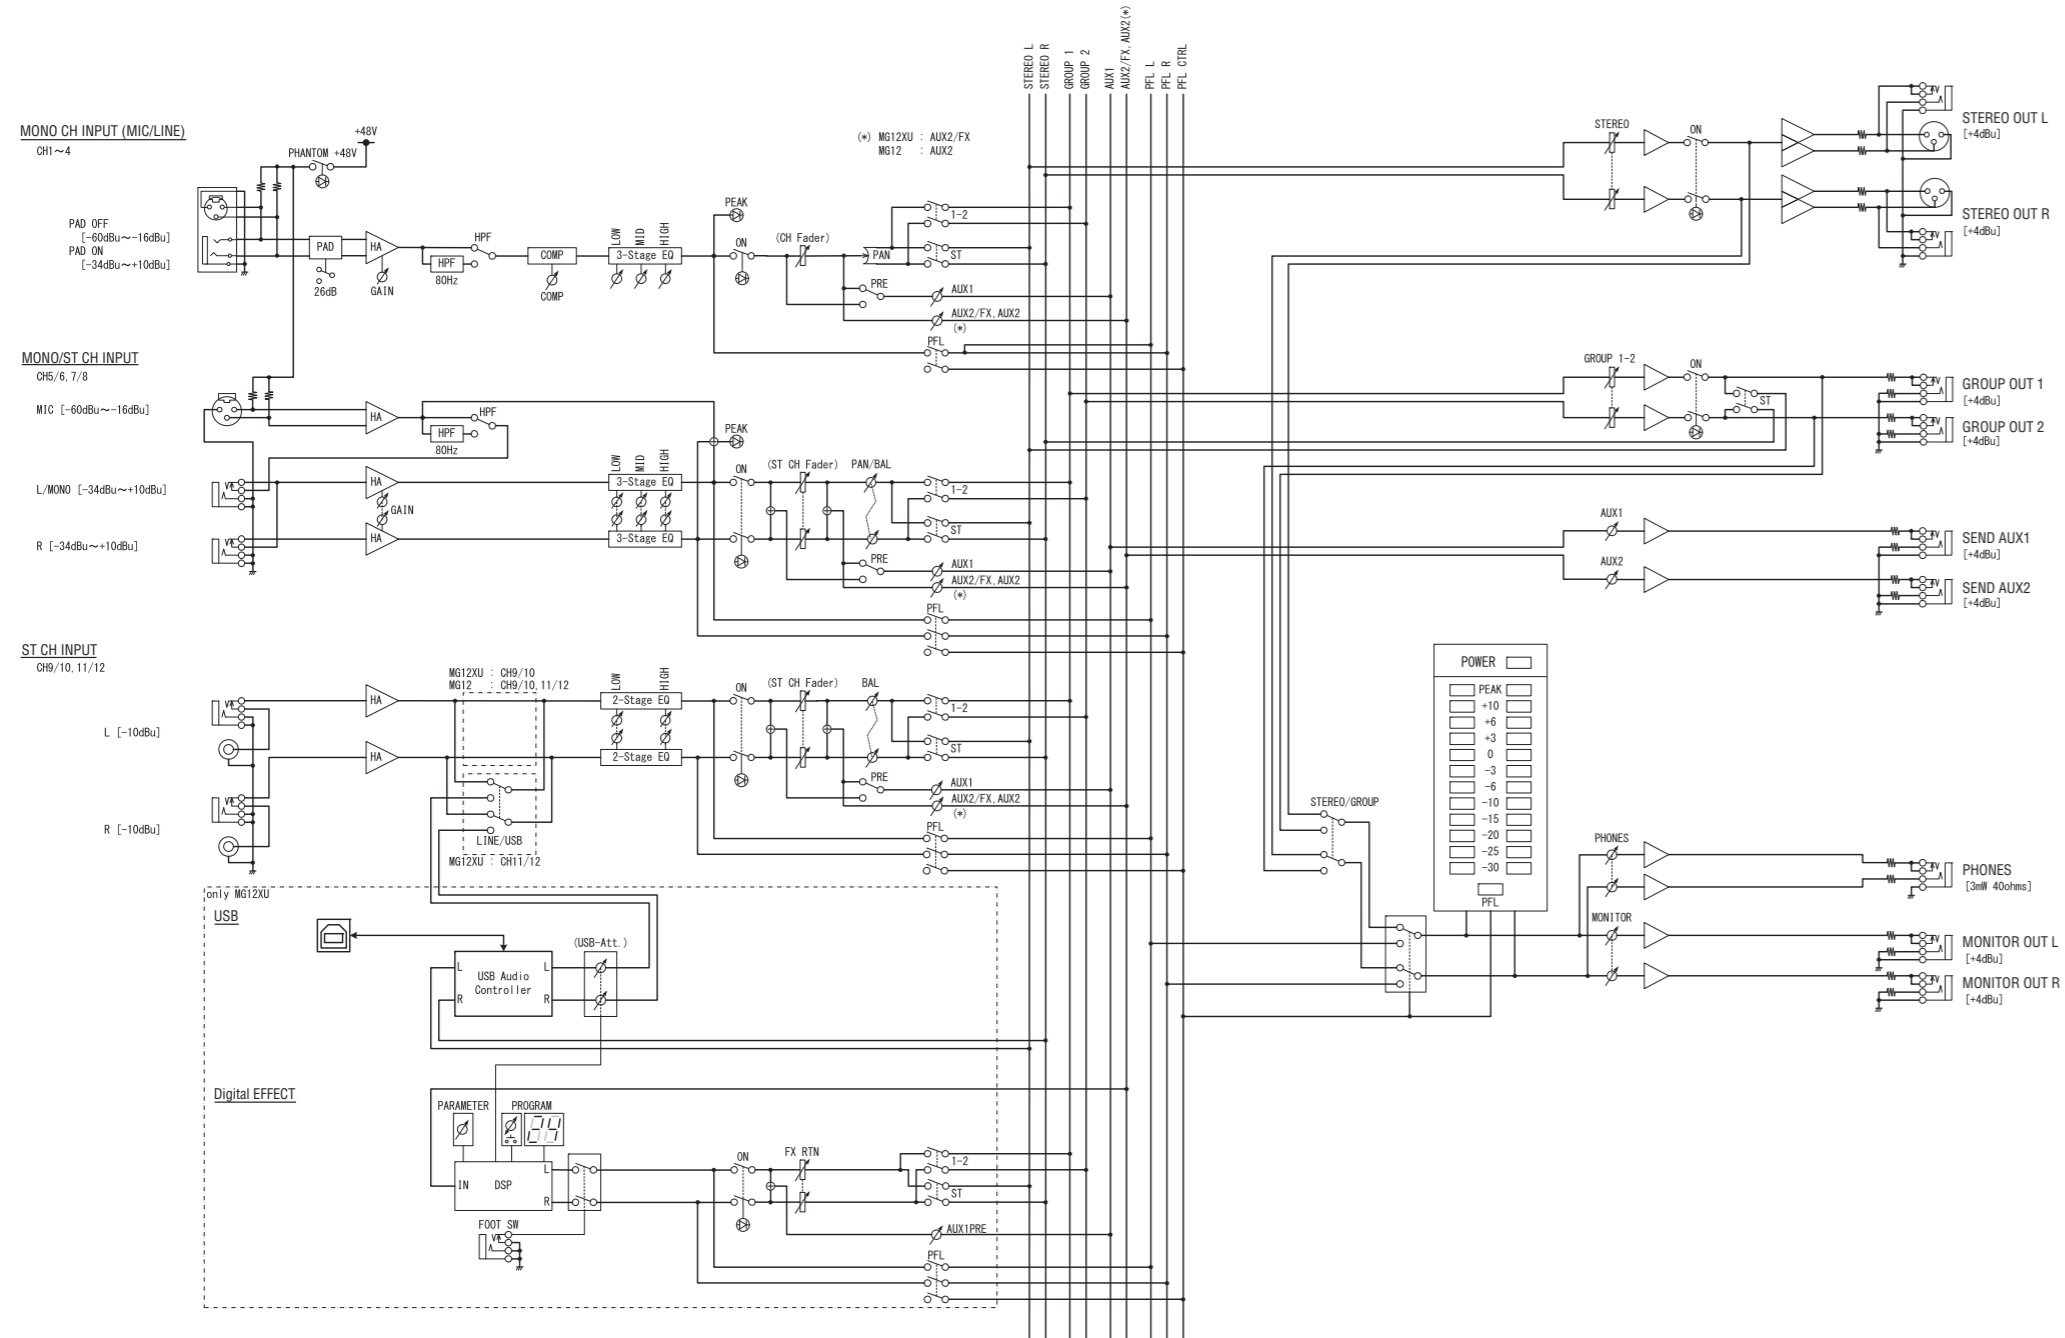 STEREO L
STEREO R
GROUP 1
GROUP 2
AUX1
AUX2/FX, AUX2(*)
PFL L
PFL R
PFL CTRL
MONO CH INPUT (MIC/LINE)
CH1~4
+48V
PHANTOM +48V
(*) MG12XU : AUX2/FX
MG12 : AUX2
PAD OFF
[-60dBu~-16dBu]
PAD ON
[-34dBu~+10dBu]
PAD
26dB
HA
GAIN
HPF
HPF
80Hz
COMP
COMP
LOW
MID
HIGH
3-Stage EQ
PEAK
ON
(CH Fader)
PAN
1-2
ST
PRE
AUX1
AUX2/FX, AUX2
(*)
PFL
MONO/ST CH INPUT
CH5/6, 7/8
MIC [-60dBu~-16dBu]
HA
HPF
HPF
80Hz
L/MONO [-34dBu~+10dBu]
HA
GAIN
R [-34dBu~+10dBu]
HA
LOW
MID
HIGH
3-Stage EQ
3-Stage EQ
PEAK
ON
(ST CH Fader)
PAN/BAL
1-2
ST
PRE
AUX1
AUX2/FX, AUX2
(*)
PFL
ST CH INPUT
CH9/10, 11/12
L [-10dBu]
R [-10dBu]
HA
HA
MG12XU : CH9/10
MG12 : CH9/10, 11/12
LINE/USB
MG12XU : CH11/12
LOW
HIGH
2-Stage EQ
2-Stage EQ
ON
(ST CH Fader)
BAL
1-2
ST
PRE
AUX1
AUX2/FX, AUX2
(*)
PFL
only MG12XU
USB
(USB-Att.)
L
USB Audio
Controller
L
R
R
Digital EFFECT
PARAMETER
PROGRAM
IN
DSP
L
R
FOOT SW
ON
FX RTN
1-2
ST
AUX1PRE
PFL
STEREO
ON
STEREO OUT L
[+4dBu]
STEREO OUT R
[+4dBu]
GROUP 1-2
ON
ST
GROUP OUT 1
[+4dBu]
GROUP OUT 2
[+4dBu]
AUX1
AUX2
SEND AUX1
[+4dBu]
SEND AUX2
[+4dBu]
POWER
PEAK
+10
+6
+3
0
-3
-6
-10
-15
-20
-25
-30
PFL
STEREO/GROUP
PHONES
MONITOR
PHONES
[3mW 40ohms]
MONITOR OUT L
[+4dBu]
MONITOR OUT R
[+4dBu]